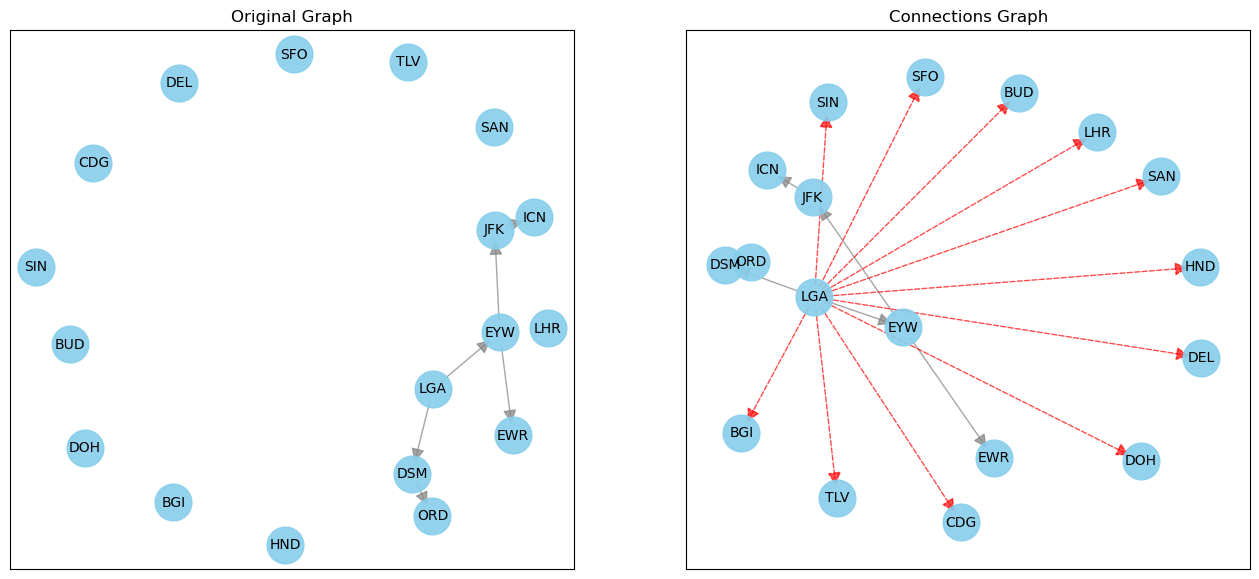 Original Graph
SFO
TLV
DEL
SAN
CDG
ICN
JFK
SIN
LHR
EYW
BUD
LGA
EWR
DOH
DSM
BGI
ORD
HND
Connections Graph
SFO
BUD
SIN
LHR
ICN
SAN
JFK
ORD
DSM
HND
LGA
EYW
DEL
BGI
EWR
DOH
TLV
CDG